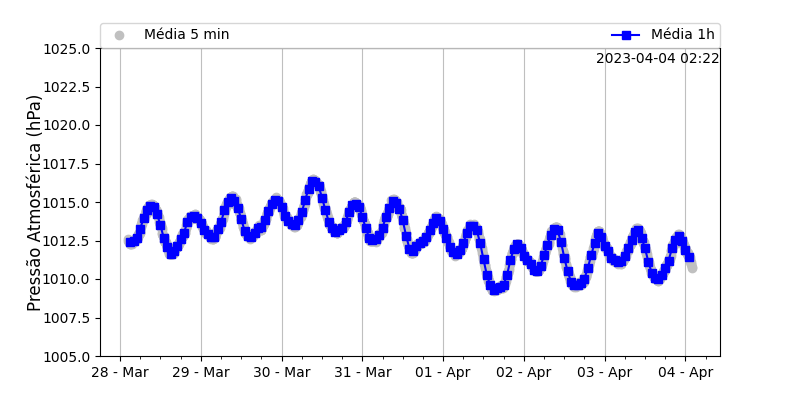 Média 5 min
Média 1h
2023-04-04 02:22
Pressão Atmosférica (hPa)
1025.0
1022.5
1020.0
1017.5
1015.0
1012.5
1010.0
1007.5
1005.0
28 - Mar 29 - Mar 30 - Mar 31 - Mar 01 - Apr 02 - Apr 03 - Apr 04 - Apr